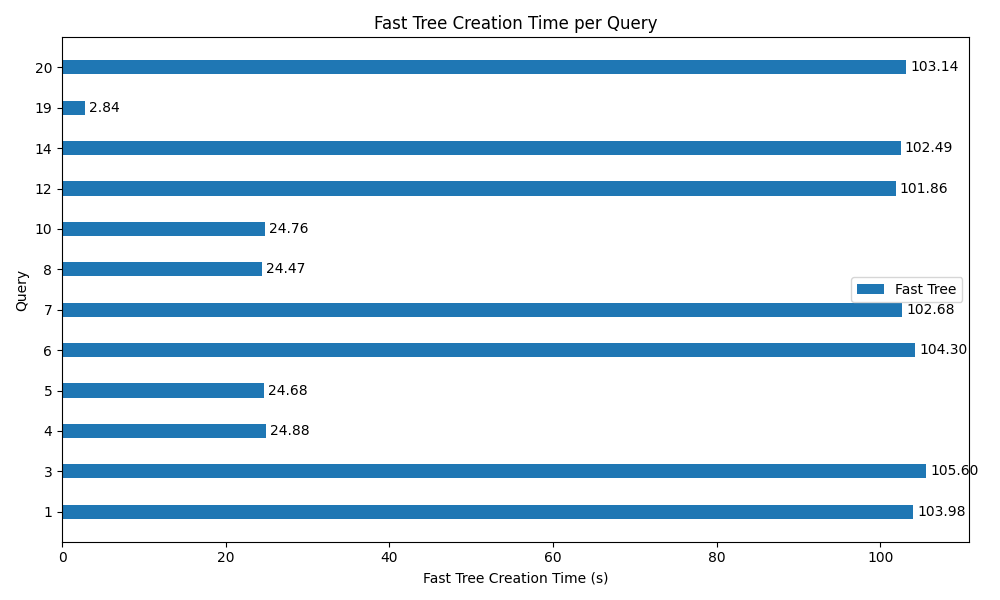 Fast Tree Creation Time per Query
Query
20 103.14
19 2.84
14 102.49
12 101.86
10 24.76
8 24.47
Fast Tree
7 102.68
6 104.30
5 24.68
4 24.88
3 105.60
1 103.98
0 20 40 60 80 100
Fast Tree Creation Time (s)